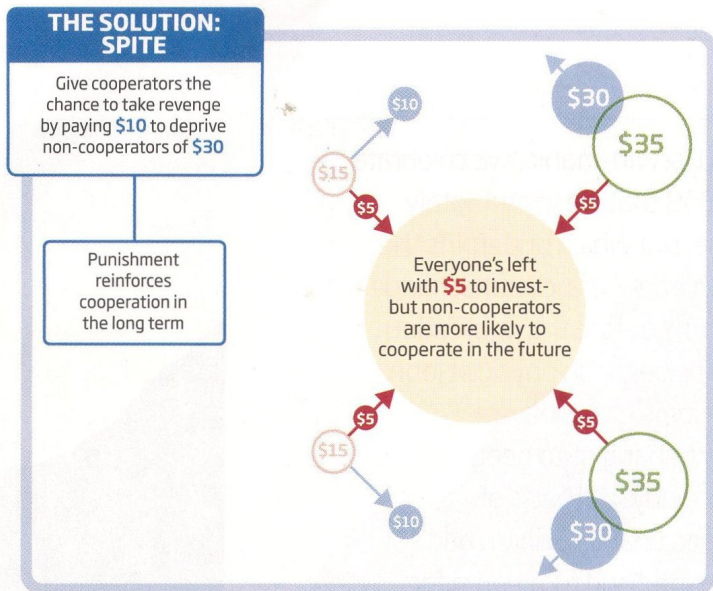 THE SOLUTION:
SPITE
Give cooperators the
chance to take revenge
by paying $10 to deprive
non-cooperators of $30
Punishment
reinforces
cooperation in
the long term
$10
$15
$5
$30
$35
$5
Everyone's left
with $5 to invest-
but non-cooperators
are more likely to
cooperate in the future
$5
$15
$10
$5
$35
$30